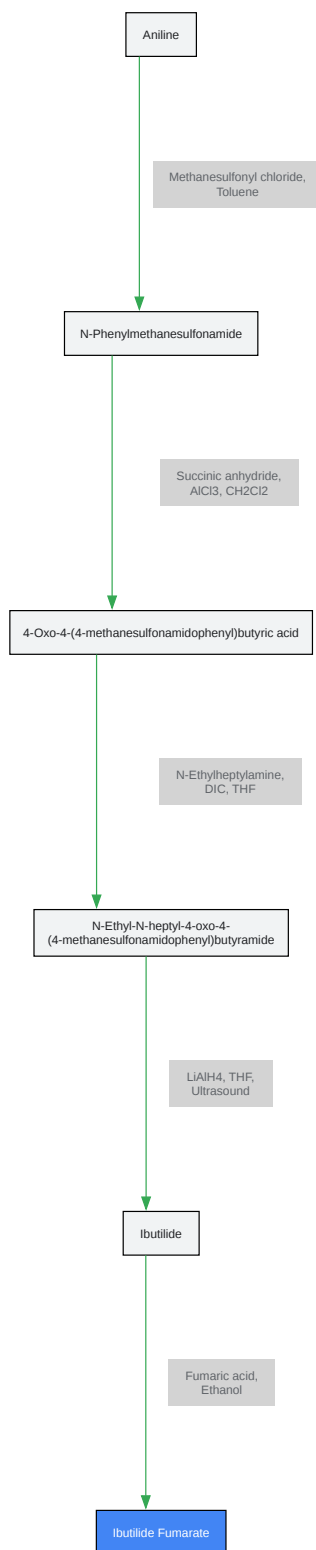 Aniline
Methanesulfonyl chloride,
Toluene
N-Phenylmethanesulfonamide
Succinic anhydride,
AlCl3, CH2Cl2
4-Oxo-4-(4-methanesulfonamidophenyl)butyric acid
N-Ethylheptylamine,
DIC, THF
N-Ethyl-N-heptyl-4-oxo-4-
(4-methanesulfonamidophenyl)butyramide
LiAlH4, THF,
Ultrasound
Ibutilide
Fumaric acid,
Ethanol
Ibutilide Fumarate